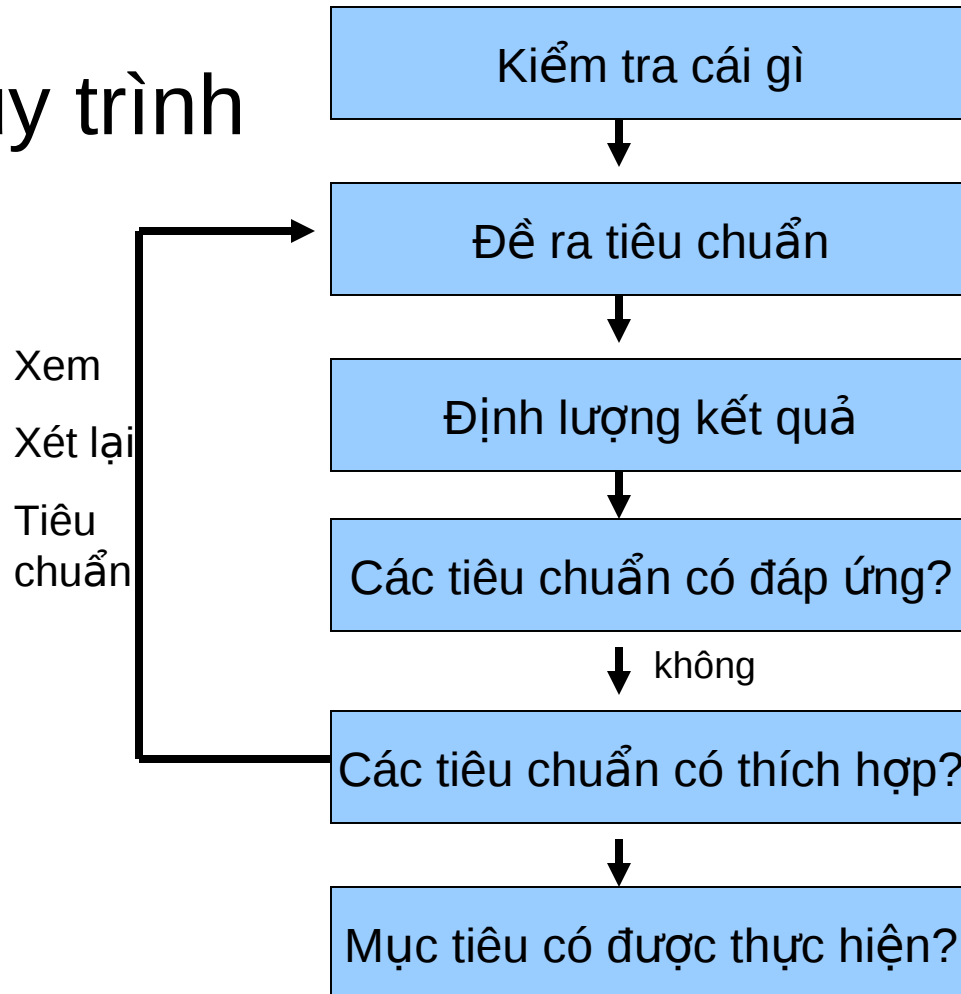 Kiểm tra cái gì
uy trình
Đề ra tiêu chuẩn
Xem
Xét lại
Tiêu
chuẩn
Định lượng kết quả
Các tiêu chuẩn có đáp ứng?
không
Các tiêu chuẩn có thích hợp?
Mục tiêu có được thực hiện?